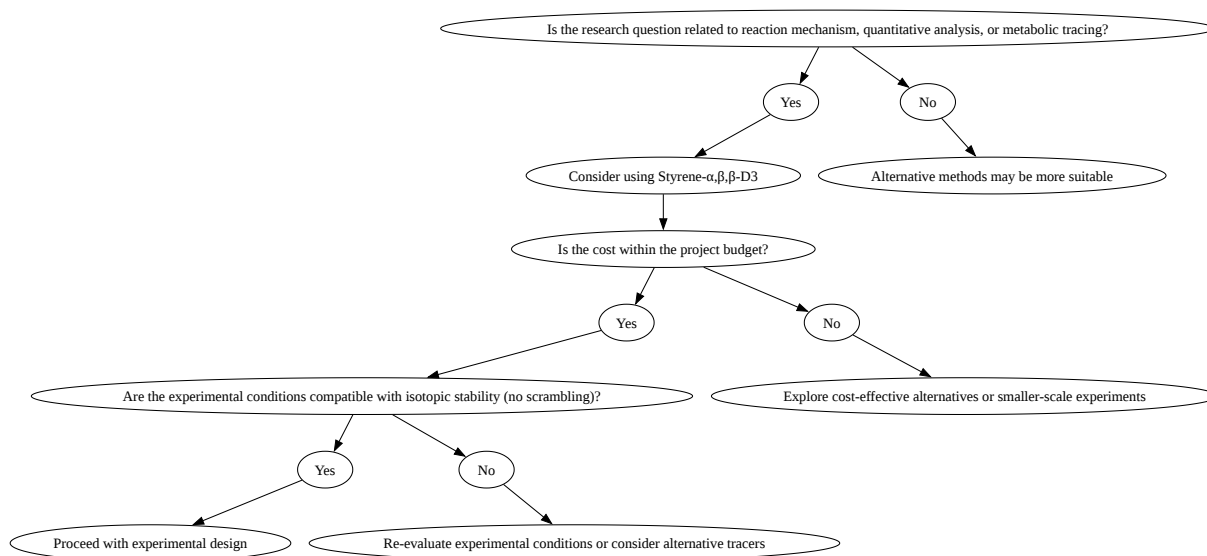 Is the research question related to reaction mechanism, quantitative analysis, or metabolic tracing?
Yes
No
Consider using Styrene-α,β,β-D3
Alternative methods may be more suitable
Is the cost within the project budget?
Yes
No
Are the experimental conditions compatible with isotopic stability (no scrambling)?
Explore cost-effective alternatives or smaller-scale experiments
Yes
No
Proceed with experimental design
Re-evaluate experimental conditions or consider alternative tracers